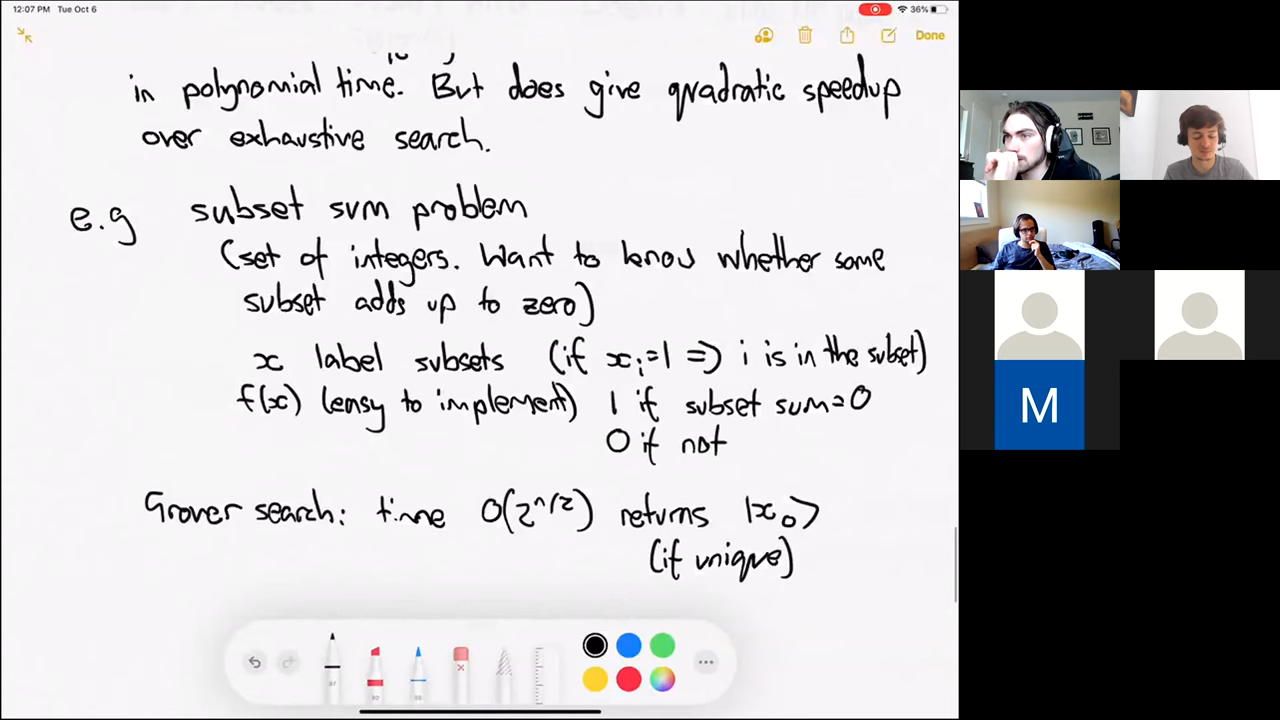 12:07 PM Tue Oct 6
36%
Done
in polynomial time. But does give quadratic speedup
over exhaustive search.
e.g subset sum problem
(set of integers. Want to know whether some
subset adds up to zero)
x label subsets (if xᵢ=1 => i is in the subset)
f(x) (easy to implement) 1 if subset sum=0
0 if not
Grover search: time O(2^n/2) returns |x₀>
(if unique)
M